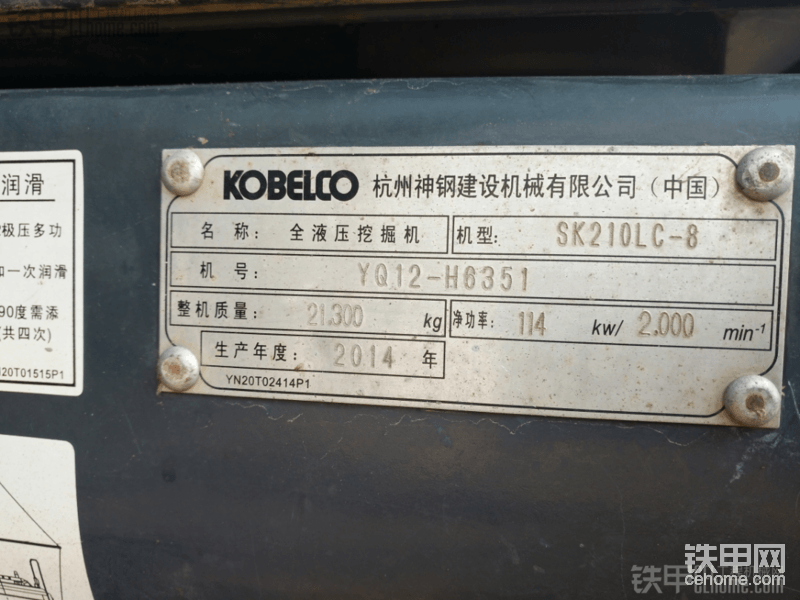 润滑
极压多功
如一次润滑
90度需添
(共四次)
20T01515P1
KOBELCO 杭州神钢建设机械有限公司(中国)
名 称: 全液压挖掘机 机型: SK210LC-8
机 号: YQ12-H6351
整机质量: 21,300 kg 净功率: 114 kw/ 2,000 min-1
生产年度: 2014 年
YN20T02414P1
铁甲网
cehome.com